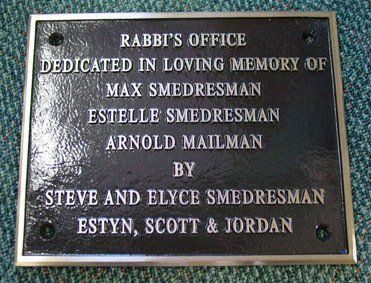 RABBI'S OFFICE
DEDICATED IN LOVING MEMORY OF
MAX SMEDRESMAN
ESTELLE SMEDRESMAN
ARNOLD MAILMAN
BY
STEVE AND ELYCE SMEDRESMAN
ESTYN, SCOTT & JORDAN